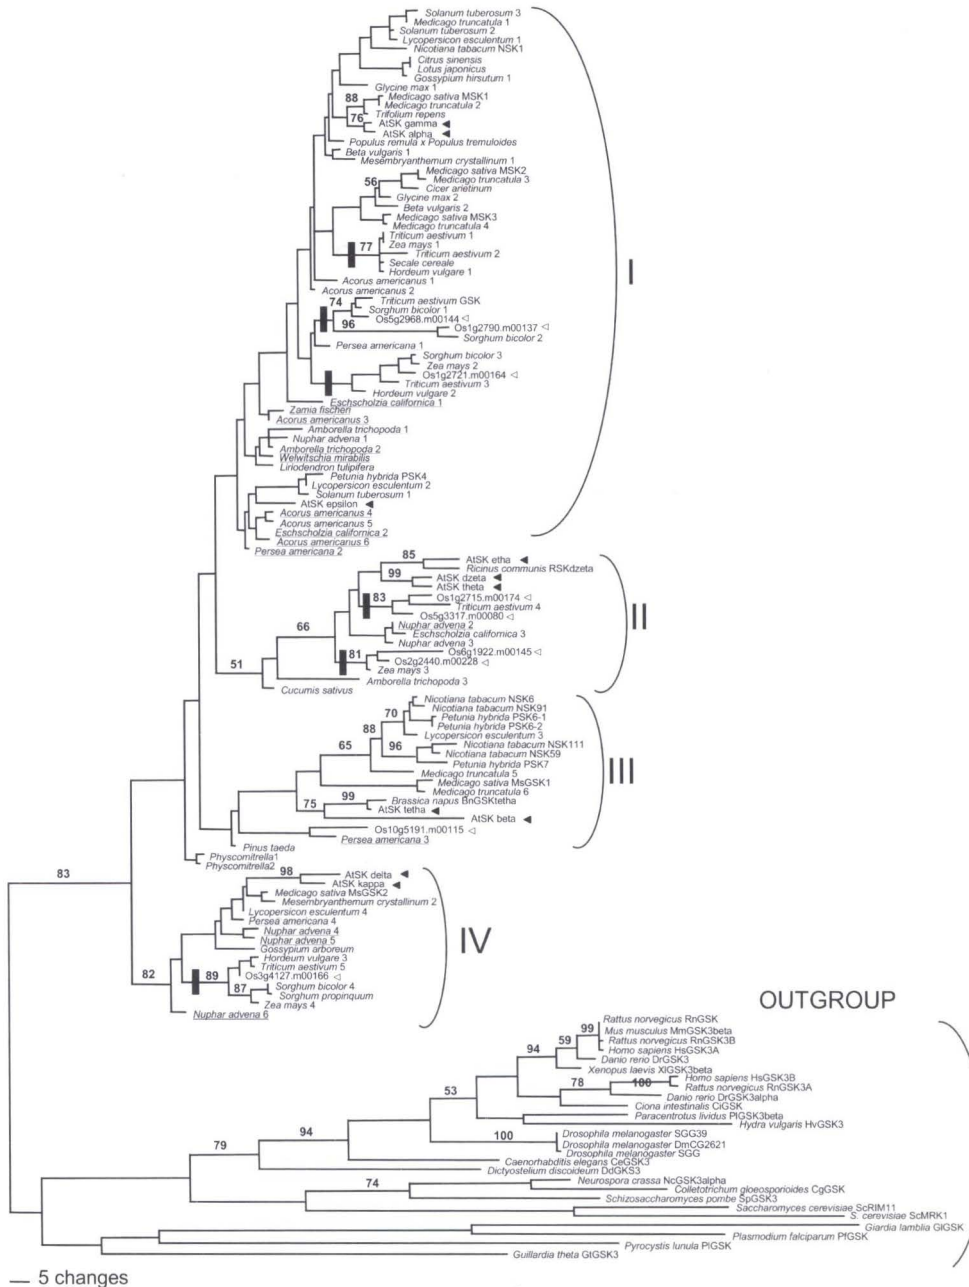 Solanum tuberosum 3
Medicago truncatula 1
Solanum tuberosum 2
Lycopersicon esculentum 1
Nicotiana tabacum NSK1
Citrus sinensis
Lotus japonicus
Gossypium hirsutum 1
Glycine max 1
88
Medicago sativa MSK1
Medicago truncatula 2
Trifolium repens
76
AtSK gamma ◄
AtSK alpha ◄
Populus remula x Populus tremuloides
Beta vulgaris 1
Mesembryanthemum crystallinum 1
Medicago sativa MSK2
56
Medicago truncatula 3
Cicer arietinum
Glycine max 2
Beta vulgaris 2
Medicago sativa MSK3
Medicago truncatula 4
Triticum aestivum 1
77
Zea mays 1
Triticum aestivum 2
Secale cereale
Hordeum vulgare 1
I
Acorus americanus 1
Acorus americanus 2
74
Triticum aestivum GSK
Sorghum bicolor 1
Os5g2968.m00144 ◁
96
Os1g2790.m00137 ◁
Sorghum bicolor 2
Persea americana 1
Sorghum bicolor 3
Zea mays 2
Os1g2721.m00164 ◁
Triticum aestivum 3
Hordeum vulgare 2
Eschscholzia californica 1
Zamia fischeri
Acorus americanus 3
Amborella trichopoda 1
Nuphar advena 1
Amborella trichopoda 2
Welwitschia mirabilis
Liriodendron tulipifera
Petunia hybrida PSK4
Lycopersicon esculentum 2
Solanum tuberosum 1
AtSK epsilon ◄
Acorus americanus 4
Acorus americanus 5
Eschscholzia californica 2
Acorus americanus 6
Persea americana 2
85
AtSK etha ◄
Ricinus communis RSKdzeta
99
AtSK dzeta ◄
AtSK theta ◄
83
Os1g2715.m00174 ◁
Triticum aestivum 4
Os5g3317.m00080 ◁
II
66
Nuphar advena 2
Eschscholzia californica 3
Nuphar advena 3
81
Os6g1922.m00145 ◁
Os2g2440.m00228 ◁
51
Zea mays 3
Amborella trichopoda 3
Cucumis sativus
Nicotiana tabacum NSK6
70
Nicotiana tabacum NSK91
Petunia hybrida PSK6-1
88
Petunia hybrida PSK6-2
Lycopersicon esculentum 3
65
96
Nicotiana tabacum NSK111
Nicotiana tabacum NSK59
Petunia hybrida PSK7
III
Medicago truncatula 5
Medicago sativa MsGSK1
Medicago truncatula 6
99
Brassica napus BnGSKtetha
75
AtSK tetha ◄
AtSK beta ◄
Os10g5191.m00115 ◁
Persea americana 3
Pinus taeda
Physcomitrella1
Physcomitrella2
83
98
AtSK delta ◄
AtSK kappa ◄
Medicago sativa MsGSK2
Mesembryanthemum crystallinum 2
Lycopersicon esculentum 4
Persea americana 4
Nuphar advena 4
Nuphar advena 5
IV
Gossypium arboreum
Hordeum vulgare 3
Triticum aestivum 5
82
89
Os3g4127.m00166 ◁
87
Sorghum bicolor 4
Sorghum propinquum
Zea mays 4
Nuphar advena 6
OUTGROUP
Rattus norvegicus RnGSK
99
Mus musculus MmGSK3beta
59
Rattus norvegicus RnGSK3B
94
Homo sapiens HsGSK3A
Danio rerio DrGSK3
Xenopus laevis XlGSK3beta
78
100
Homo sapiens HsGSK3B
Rattus norvegicus RnGSK3A
53
Danio rerio DrGSK3alpha
Ciona intestinalis CiGSK
Paracentrotus lividus PlGSK3beta
Hydra vulgaris HvGSK3
94
100
Drosophila melanogaster SGG39
Drosophila melanogaster DmCG2621
79
Drosophila melanogaster SGG
Caenorhabditis elegans CeGSK3
Dictyostelium discoideum DdGKS3
74
Neurospora crassa NcGSK3alpha
Colletotrichum gloeosporioides CgGSK
Schizosaccharomyces pombe SpGSK3
Saccharomyces cerevisiae ScRIM11
S. cerevisiae ScMRK1
Giardia lamblia GlGSK
Plasmodium falciparum PfGSK
Pyrocystis lunula PlGSK
Guillardia theta GtGSK3
5 changes